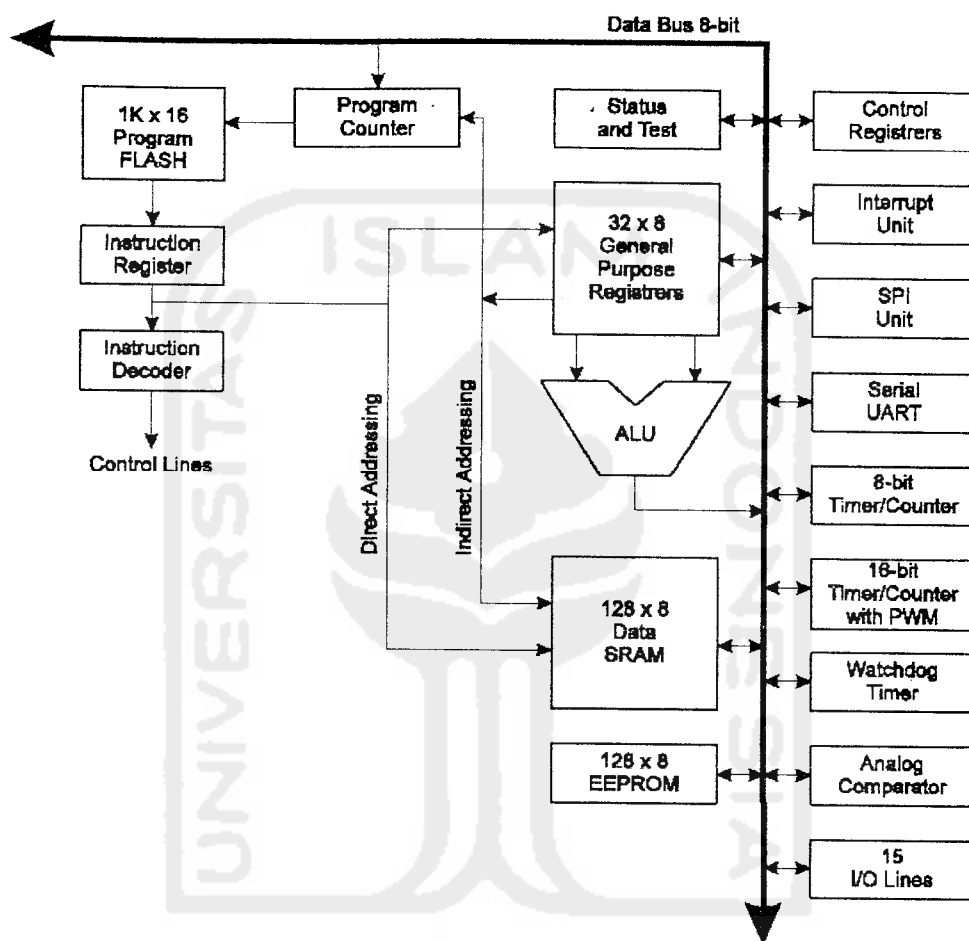 Data Bus 8-bit
1K x 16
Program
FLASH
Program
Counter
Status
and Test
Control
Registrers
Instruction
Register
32 x 8
General
Purpose
Registrers
Interrupt
Unit
SPI
Unit
Instruction
Decoder
Control Lines
Direct Addressing
Indirect Addressing
ALU
Serial
UART
8-bit
Timer/Counter
16-bit
Timer/Counter
with PWM
128 x 8
Data
SRAM
Watchdog
Timer
128 x 8
EEPROM
Analog
Comparator
15
I/O Lines
UNIVERSITAS
ISLAM
INDONESIA